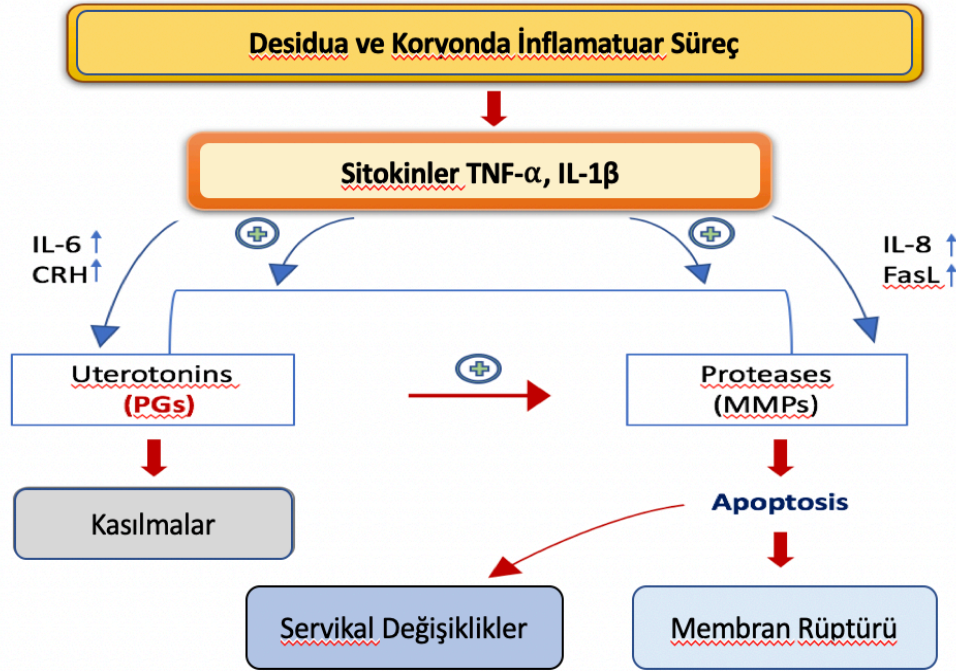 Desidua ve Koryonda İnflamatuar Süreç
Sitokinler TNF-α, IL-1β
IL-6 ↑
CRH↑
IL-8 ↑
FasL ↑
Uterotonins
(PGs)
Proteases
(MMPs)
Kasılmalar
Apoptosis
Servikal Değişiklikler
Membran Rüptürü